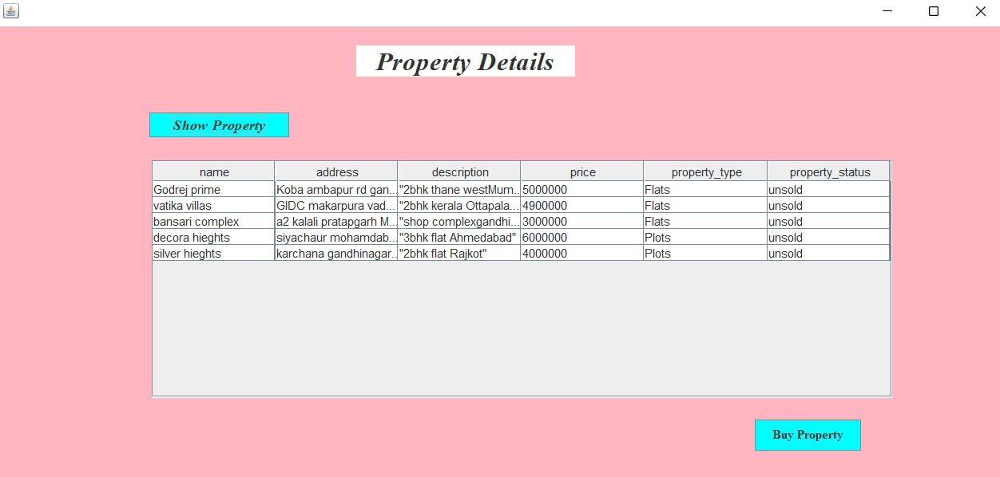 Property Details
Show Property
name address description price property_type property_status
Godrej prime Koba ambapur rd gan... "2bhk thane westMum... 5000000 Flats unsold
vatika villas GIDC makarpura vad... "2bhk kerala Ottapala... 4900000 Flats unsold
bansari complex a2 kalali pratapgarh M... "shop complexgandhi... 3000000 Flats unsold
decora hieghts siyachaur mohamdab... "3bhk flat Ahmedabad" 6000000 Plots unsold
silver hieghts karchana gandhinagar... "2bhk flat Rajkot" 4000000 Plots unsold
Buy Property